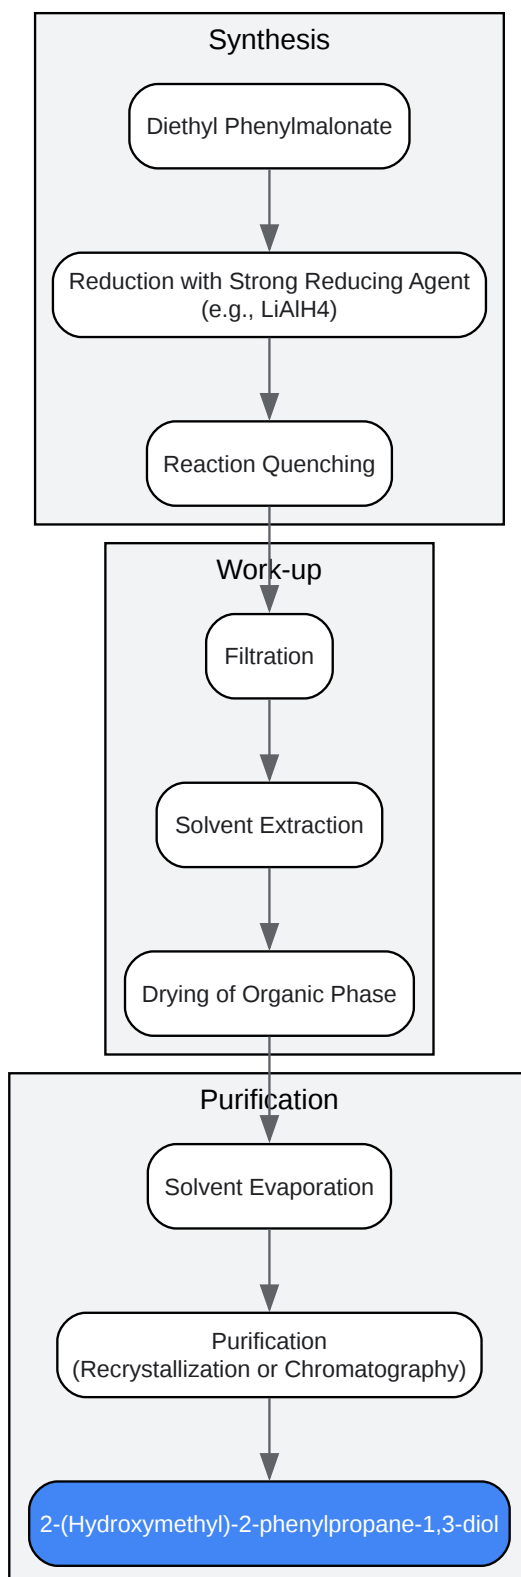 Synthesis
Diethyl Phenylmalonate
Reduction with Strong Reducing Agent
(e.g., LiAlH4)
Reaction Quenching
Work-up
Filtration
Solvent Extraction
Drying of Organic Phase
Purification
Solvent Evaporation
Purification
(Recrystallization or Chromatography)
2-(Hydroxymethyl)-2-phenylpropane-1,3-diol